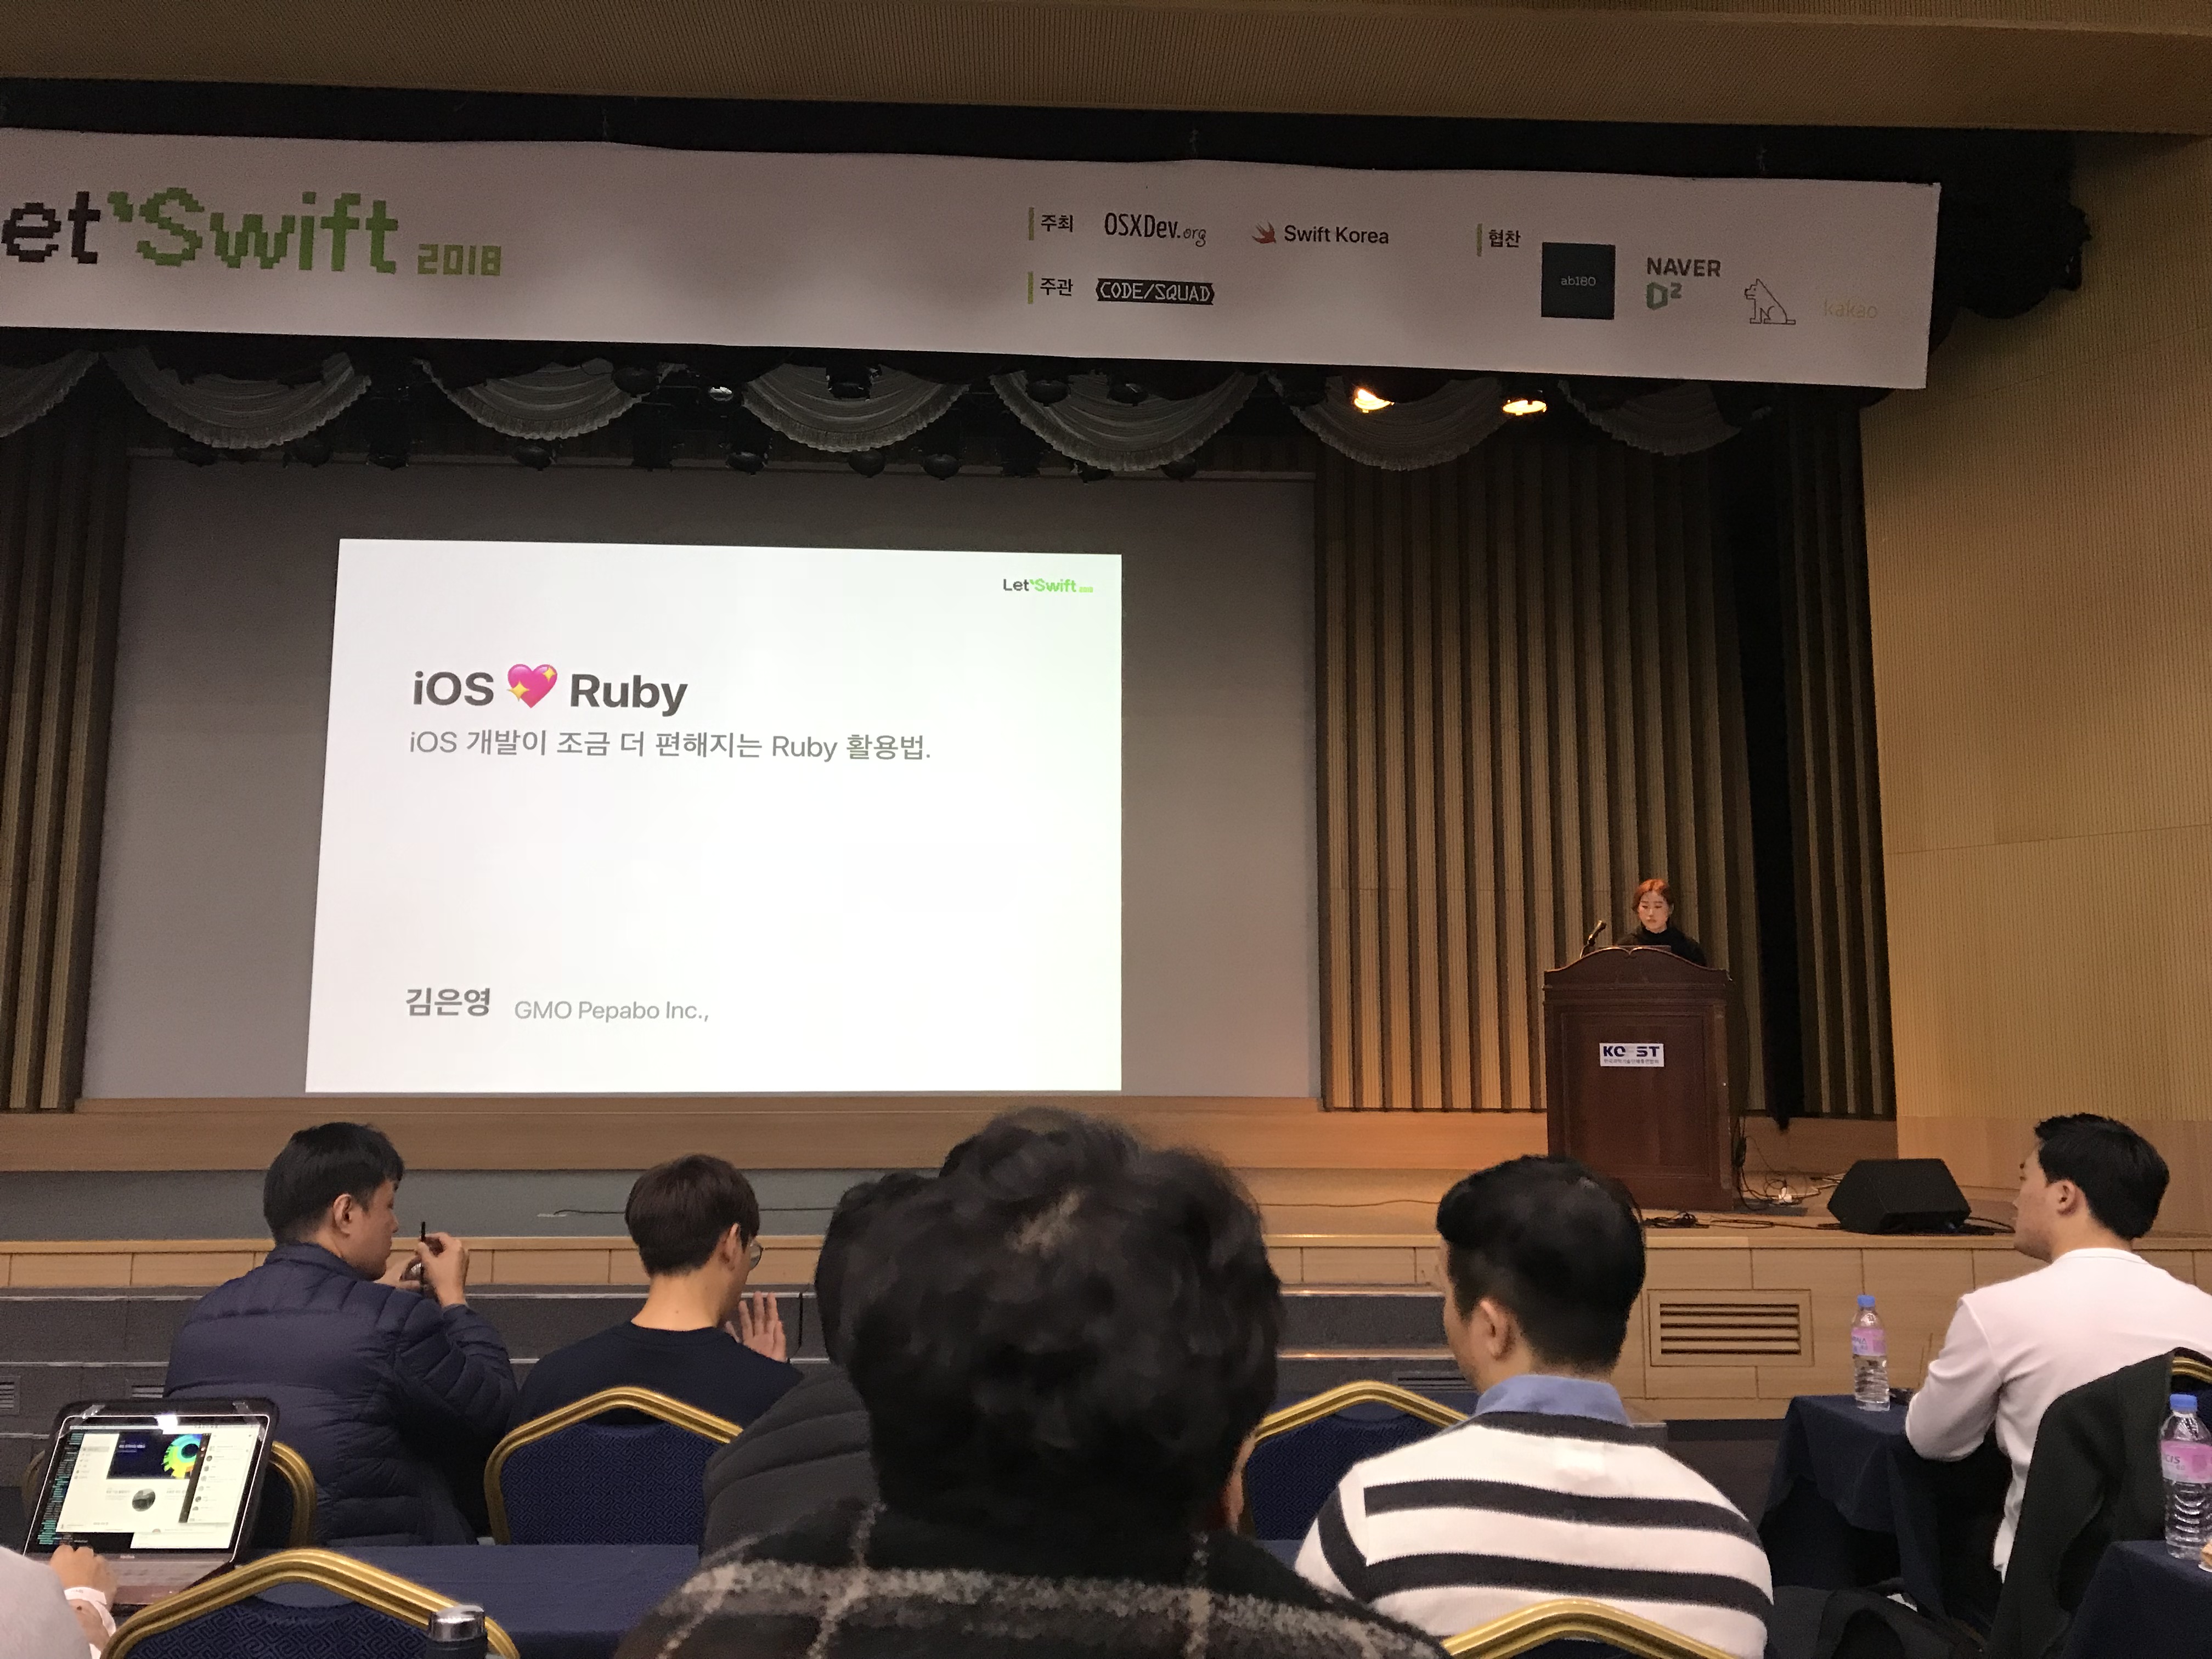 et'Swift 2018
주최 OSXDev.org Swift Korea
주관 CODE/SQUAD
협찬 ab180 NAVER D2 kakao
Let'Swift
iOS 💖 Ruby
iOS 개발이 조금 더 편해지는 Ruby 활용법.
김은영 GMO Pepabo Inc.,